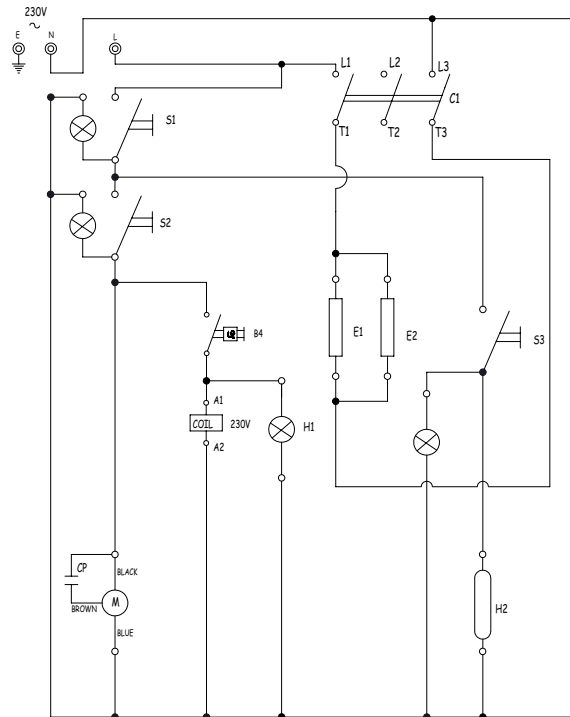 230V
~
E N L
L1 L2 L3
C1
S1
T1 T2 T3
S2
B4
E1 E2 S3
A1
COIL 230V H1
A2
CP
BLACK
M
BROWN
BLUE
H2